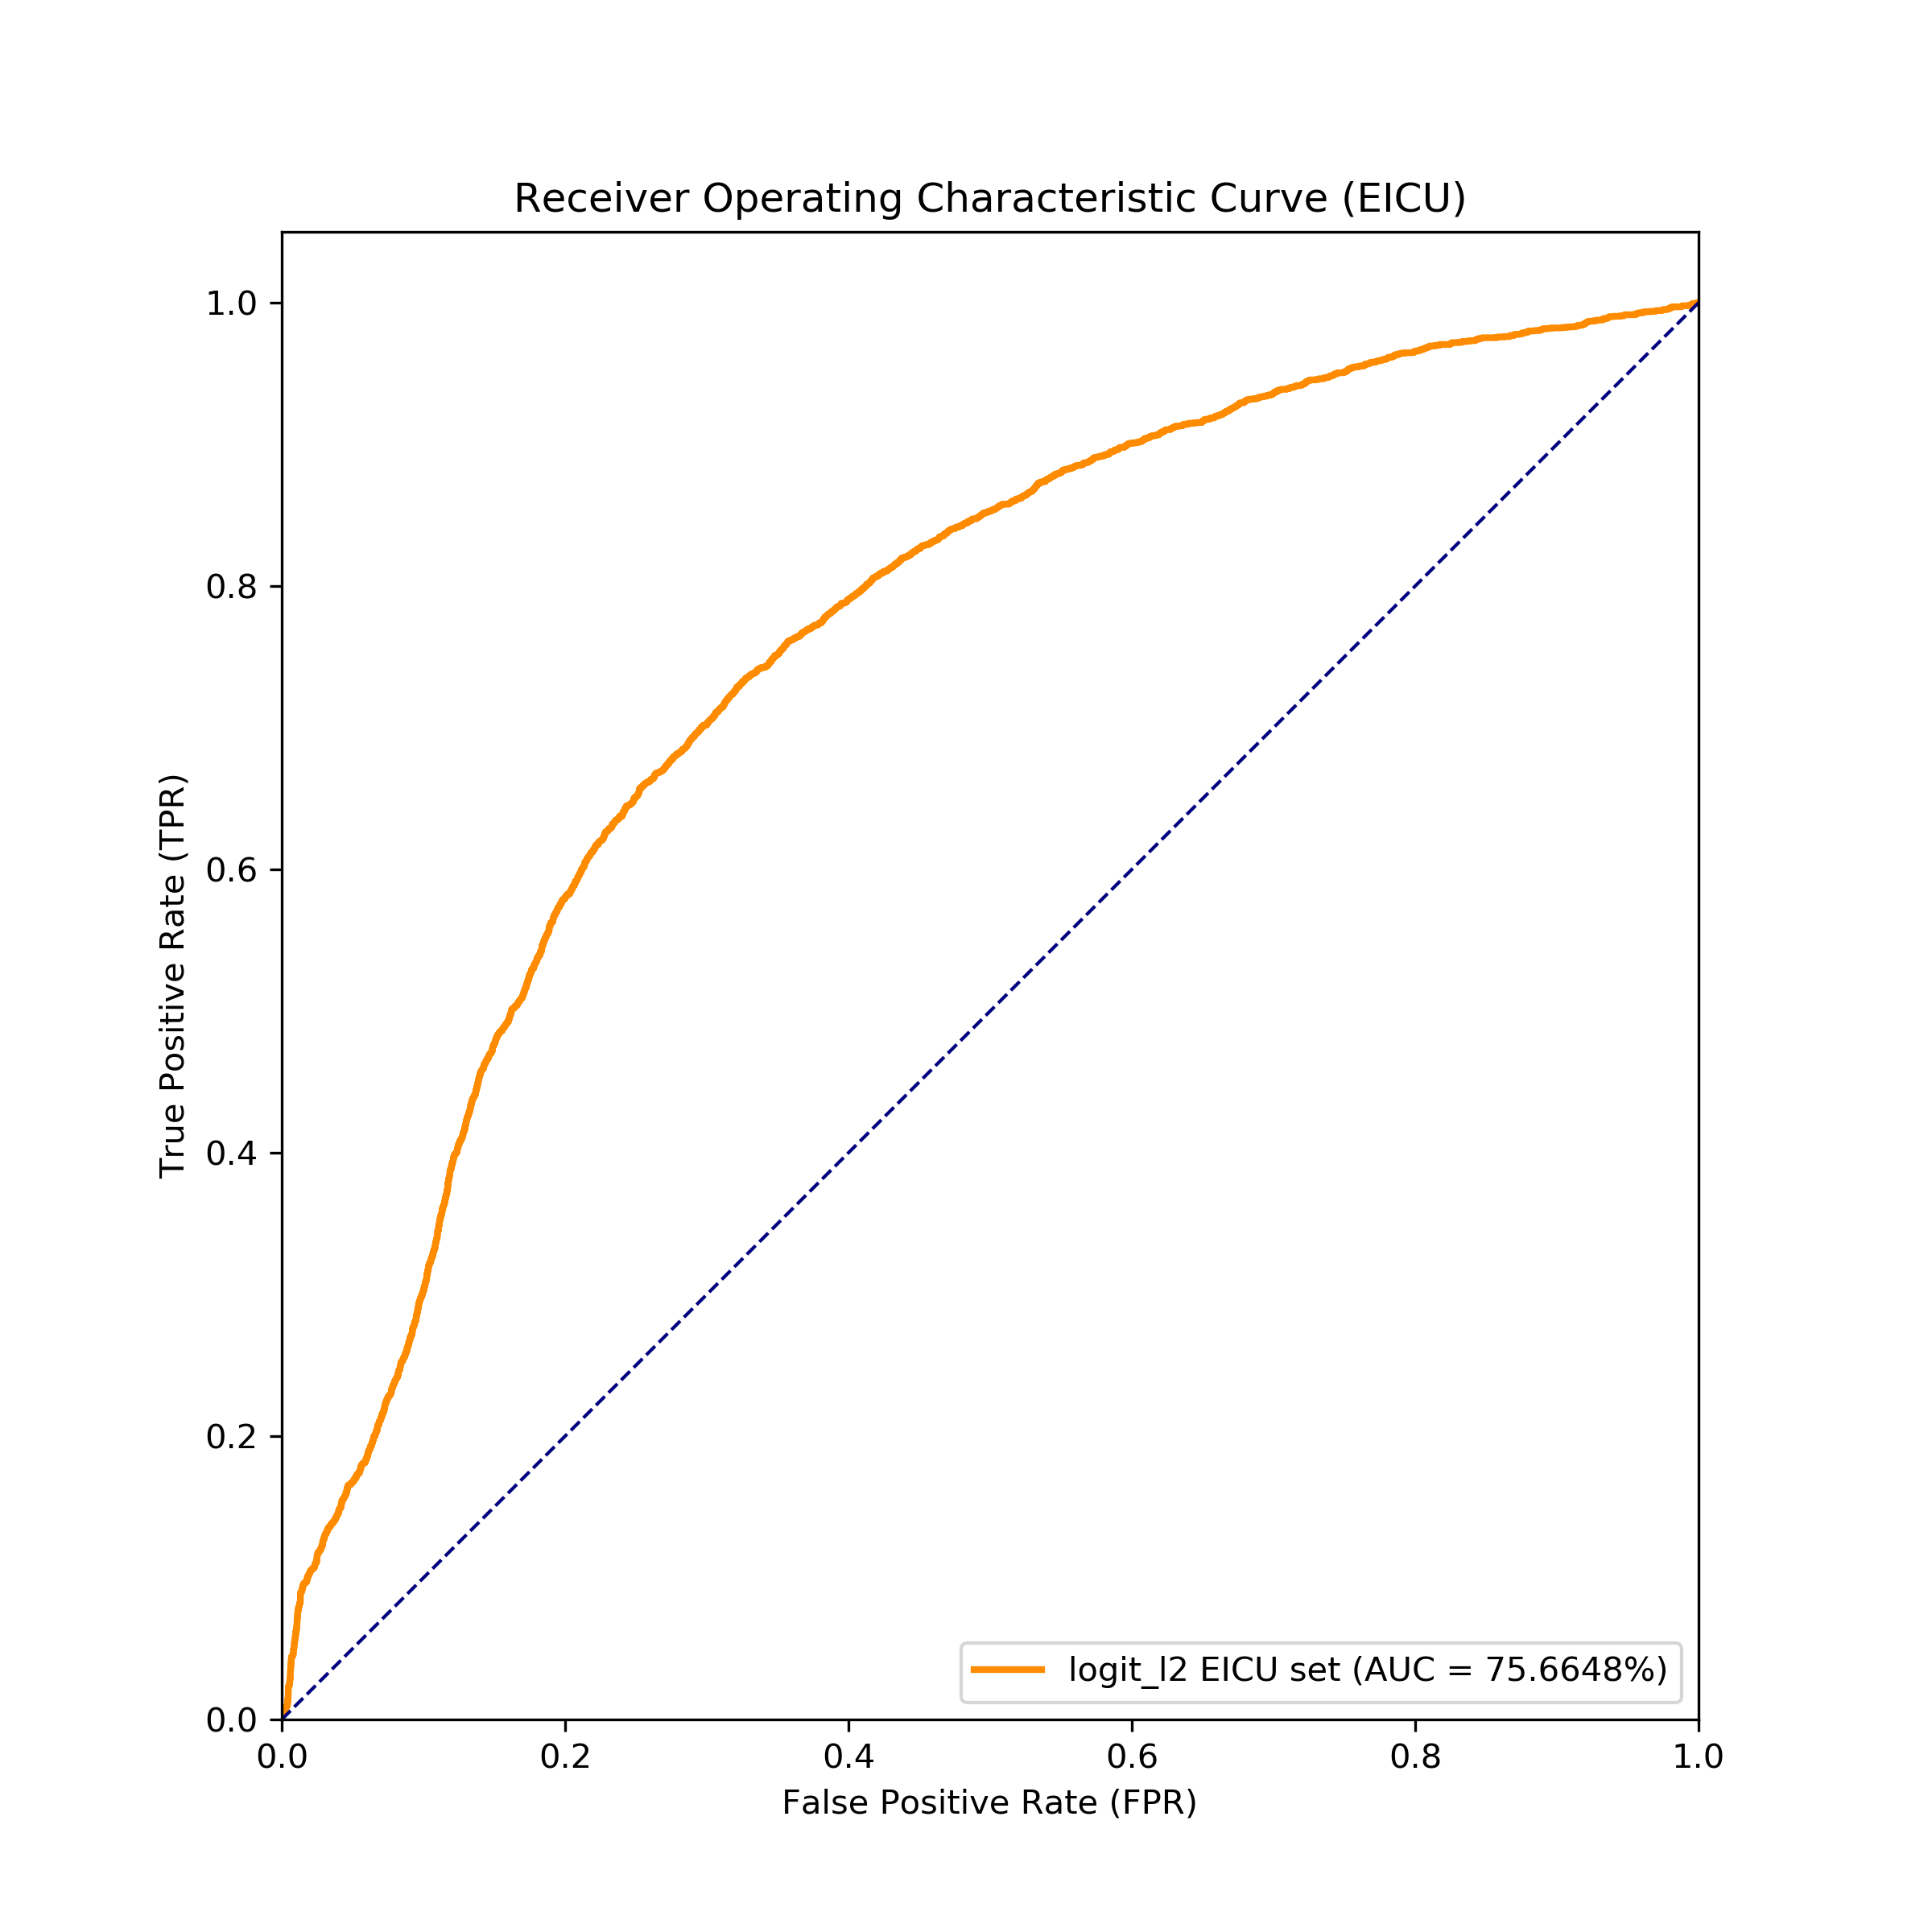 Receiver Operating Characteristic Curve (EICU)
True Positive Rate (TPR)
1.0
0.8
0.6
0.4
0.2
0.0
0.0 0.2 0.4 0.6 0.8 1.0
False Positive Rate (FPR)
logit_l2 EICU set (AUC = 75.6648%)